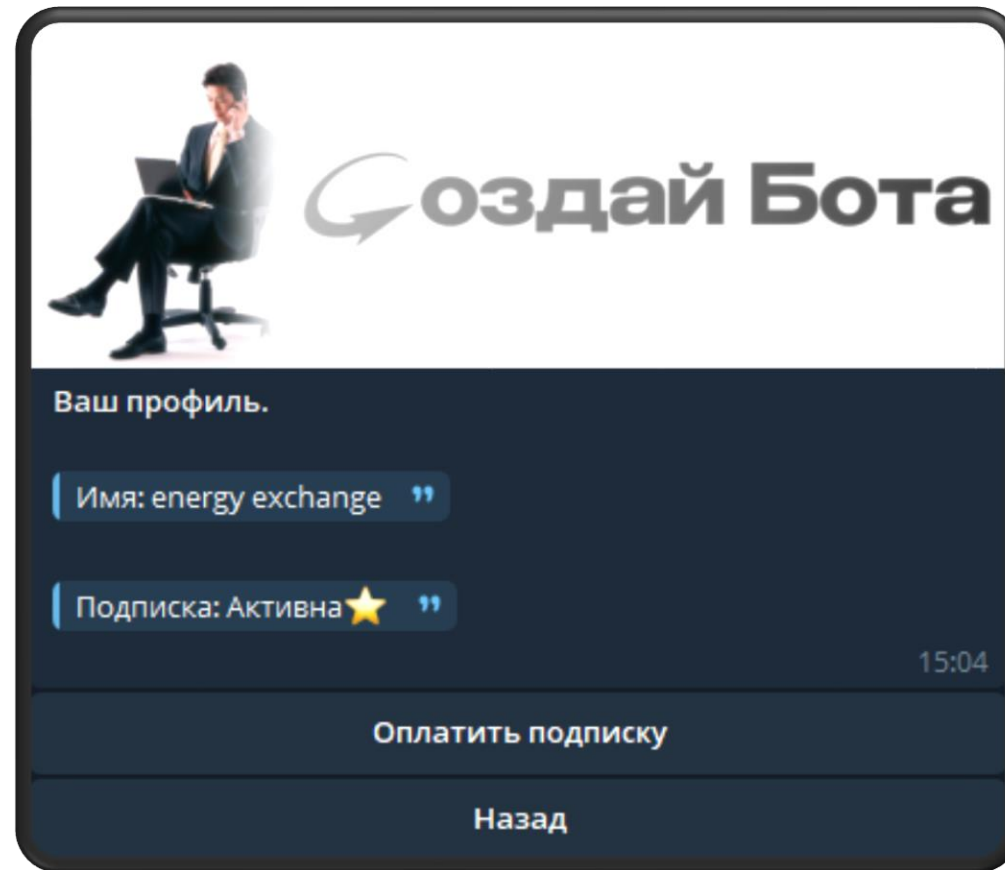 Создай Бота
Ваш профиль.
Имя: energy exchange
Подписка: Активна⭐
15:04
Оплатить подписку
Назад